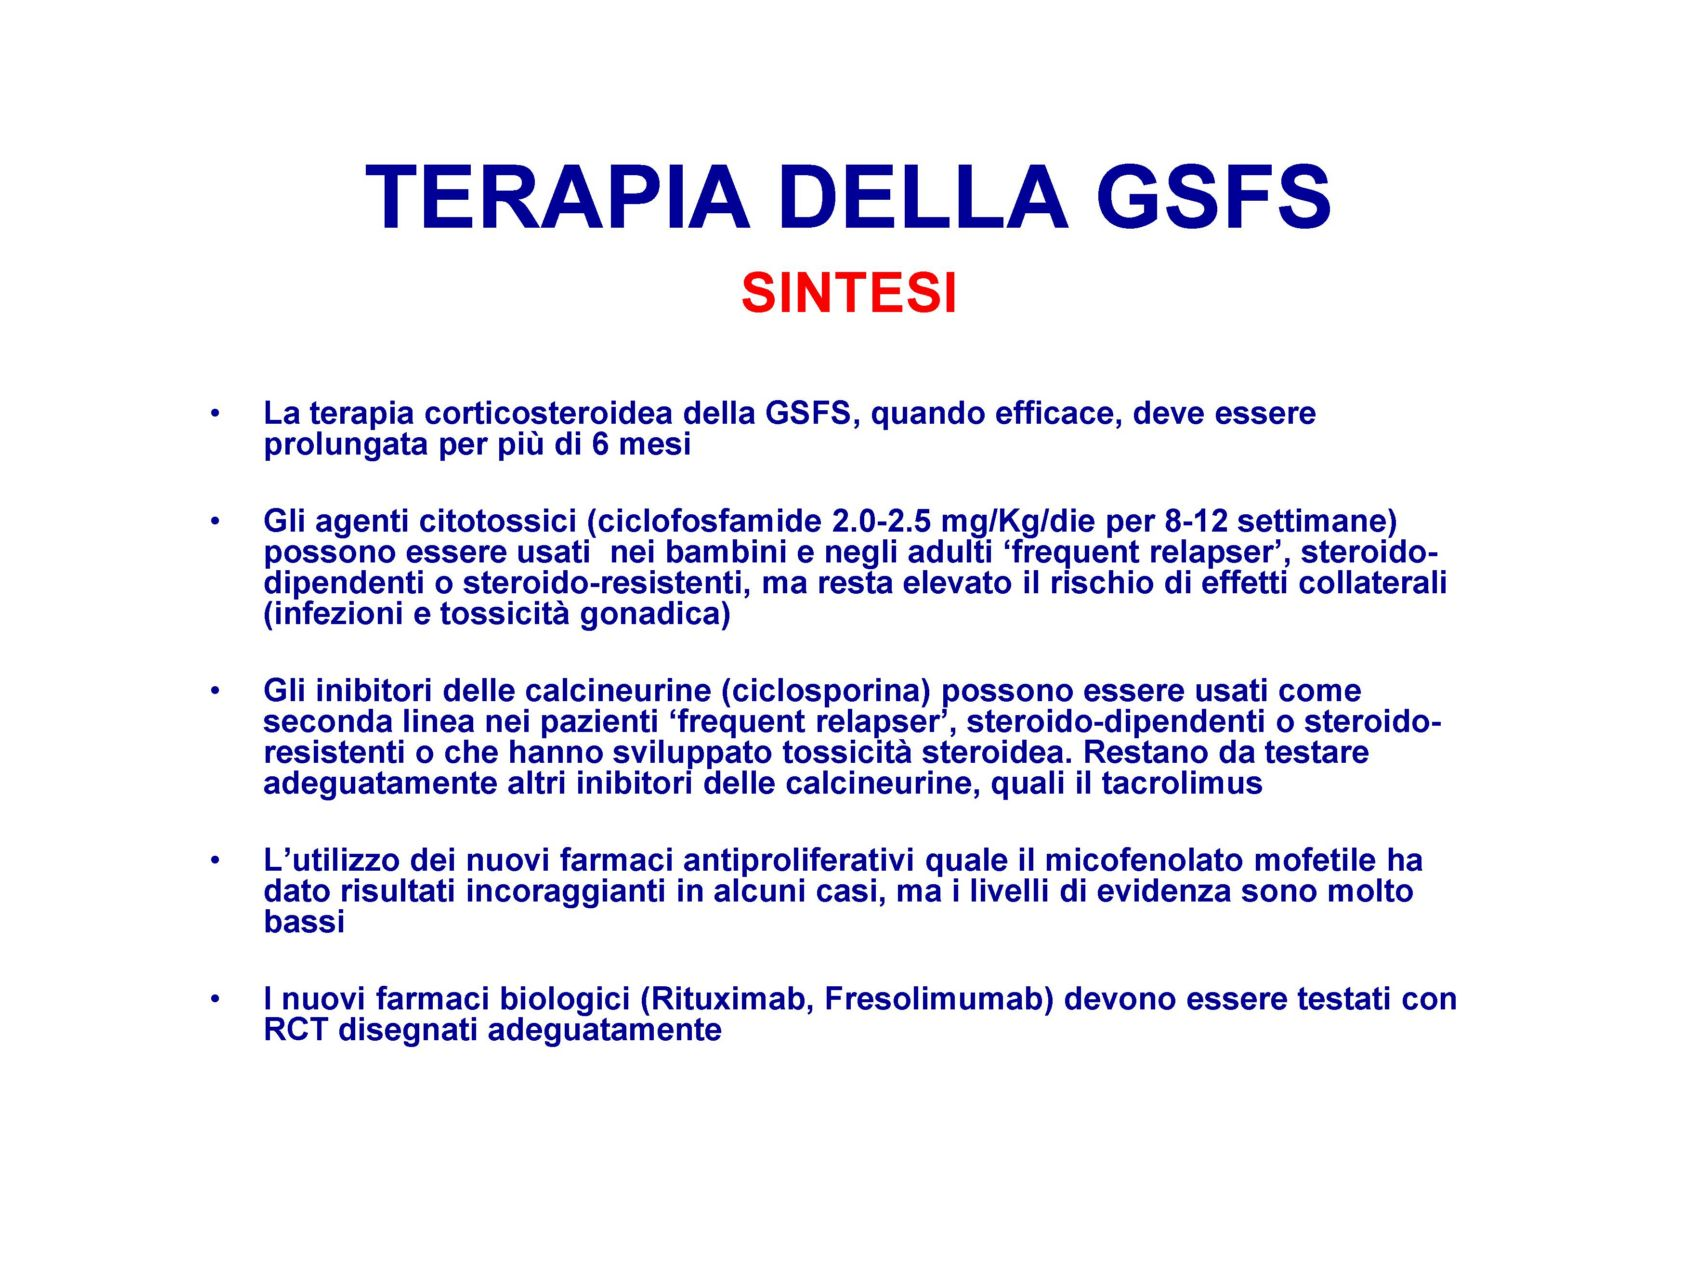 TERAPIA DELLA GSFS
SINTESI
• La terapia corticosteroidea della GSFS, quando efficace, deve essere
prolungata per più di 6 mesi
• Gli agenti citotossici (ciclofosfamide 2.0-2.5 mg/Kg/die per 8-12 settimane)
possono essere usati  nei bambini e negli adulti ‘frequent relapser’, steroido-
dipendenti o steroido-resistenti, ma resta elevato il rischio di effetti collaterali
(infezioni e tossicità gonadica)
• Gli inibitori delle calcineurine (ciclosporina) possono essere usati come
seconda linea nei pazienti ‘frequent relapser’, steroido-dipendenti o steroido-
resistenti o che hanno sviluppato tossicità steroidea. Restano da testare
adeguatamente altri inibitori delle calcineurine, quali il tacrolimus
• L’utilizzo dei nuovi farmaci antiproliferativi quale il micofenolato mofetile ha
dato risultati incoraggianti in alcuni casi, ma i livelli di evidenza sono molto
bassi
• I nuovi farmaci biologici (Rituximab, Fresolimumab) devono essere testati con
RCT disegnati adeguatamente